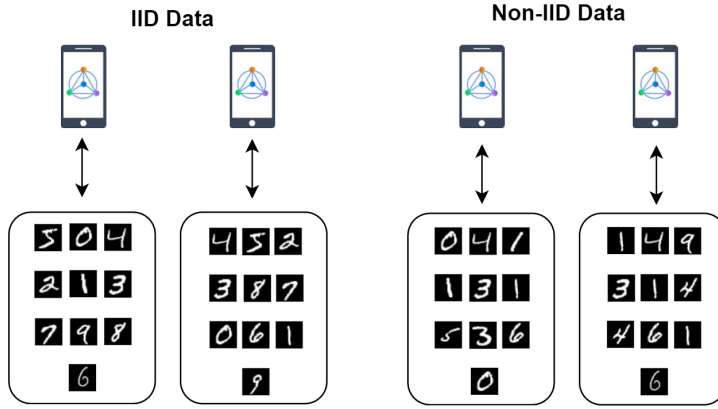 IID Data
Non-IID Data
5 0 4
2 1 3
7 9 8
6
4 5 2
3 8 7
0 6 1
9
0 4 1
1 3 1
5 3 6
0
1 4 9
3 1 4
4 6 1
6